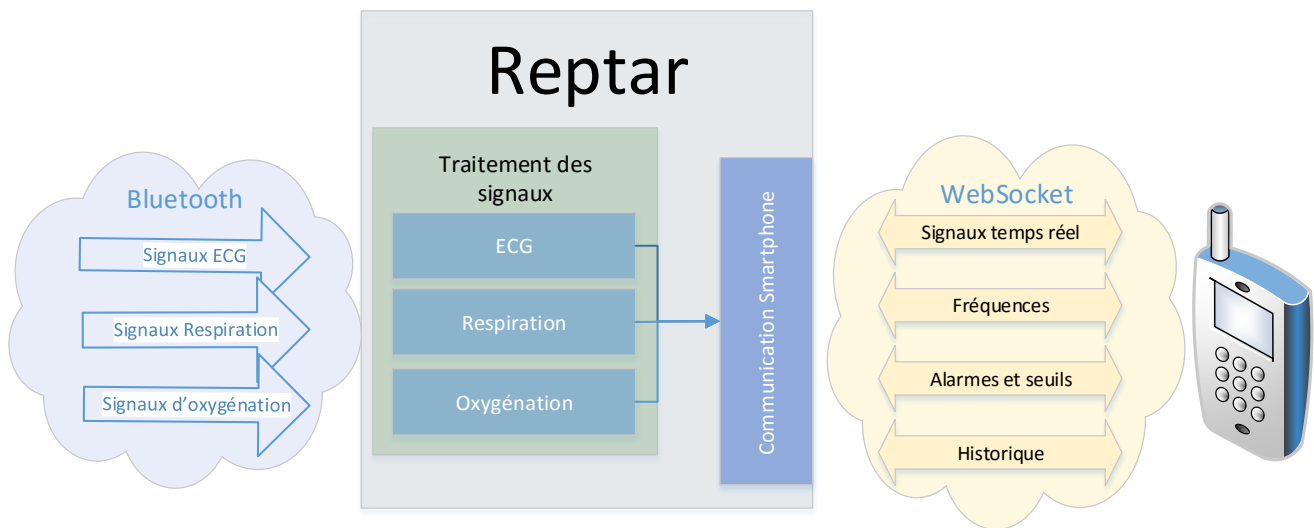 Reptar
Bluetooth
Signaux ECG
Signaux Respiration
Signaux d'oxygénation
Traitement des
signaux
ECG
Respiration
Oxygénation
Communication Smartphone
WebSocket
Signaux temps réel
Fréquences
Alarmes et seuils
Historique